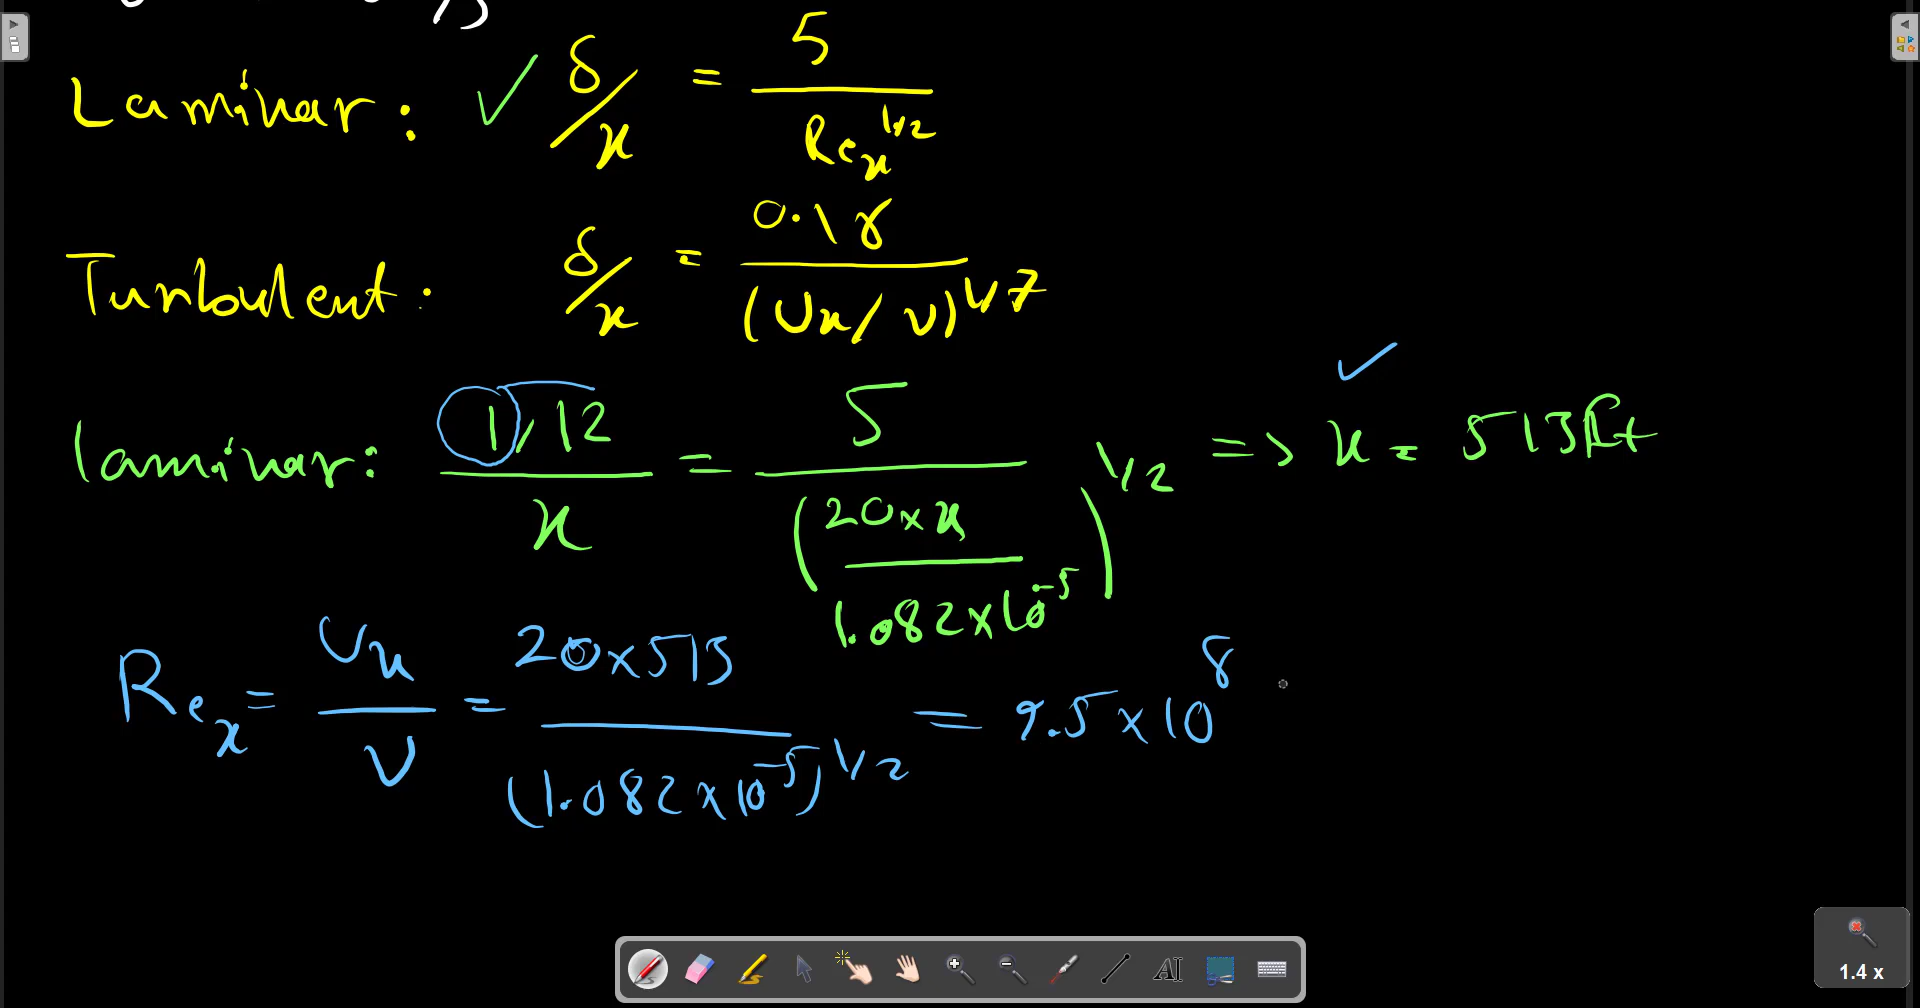 Laminar: ✓ δ/x = 5 / Re_x^1/2
Turbulent: δ/x = 0.18 / (Ux/ν)^1/7
laminar: 1/12 / x = 5 / (20×x / 1.082×10^-5)^1/2 => x = 513ft ✓
Re_x = Ux / ν = 20×513 / (1.082×10^-5)^1/2 = 9.5×10^8
AI
1.4 x